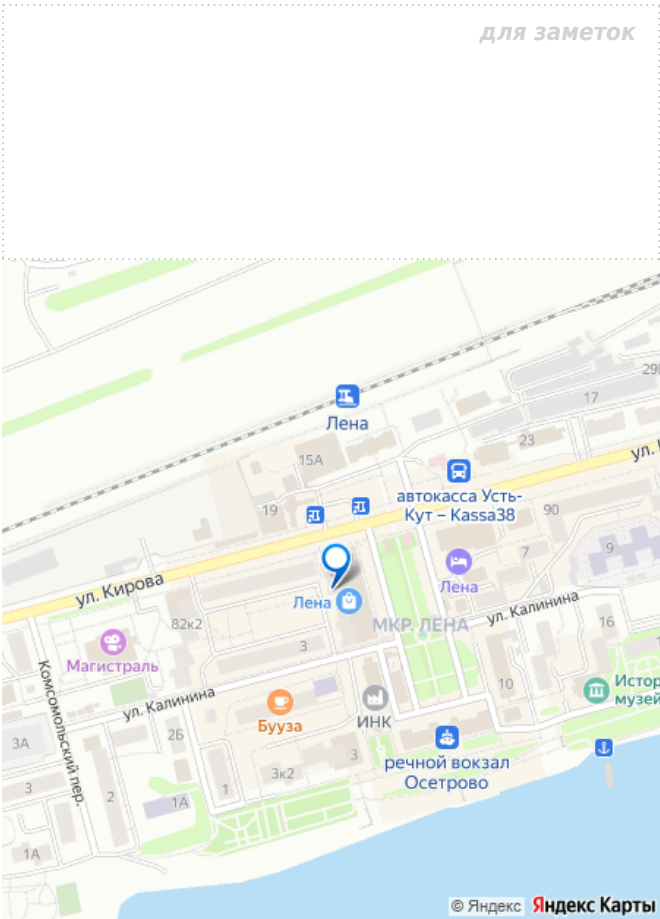 для заметок
29
17
Лена
23
ул.
15А
автокасса Усть-
Кут – Kassa38
19
90
7
9
Лена
ул. Кирова
Лена
ул. Калинина
82к2
МКР. ЛЕНА
16
Магистраль
3
Истор
музей
10
ул. Калинина
Комсомольский пер.
Бууза
ИНК
2Б
3А
речной вокзал
Осетрово
3
3к2
3
1
2
1А
1А
© Яндекс Яндекс Карты